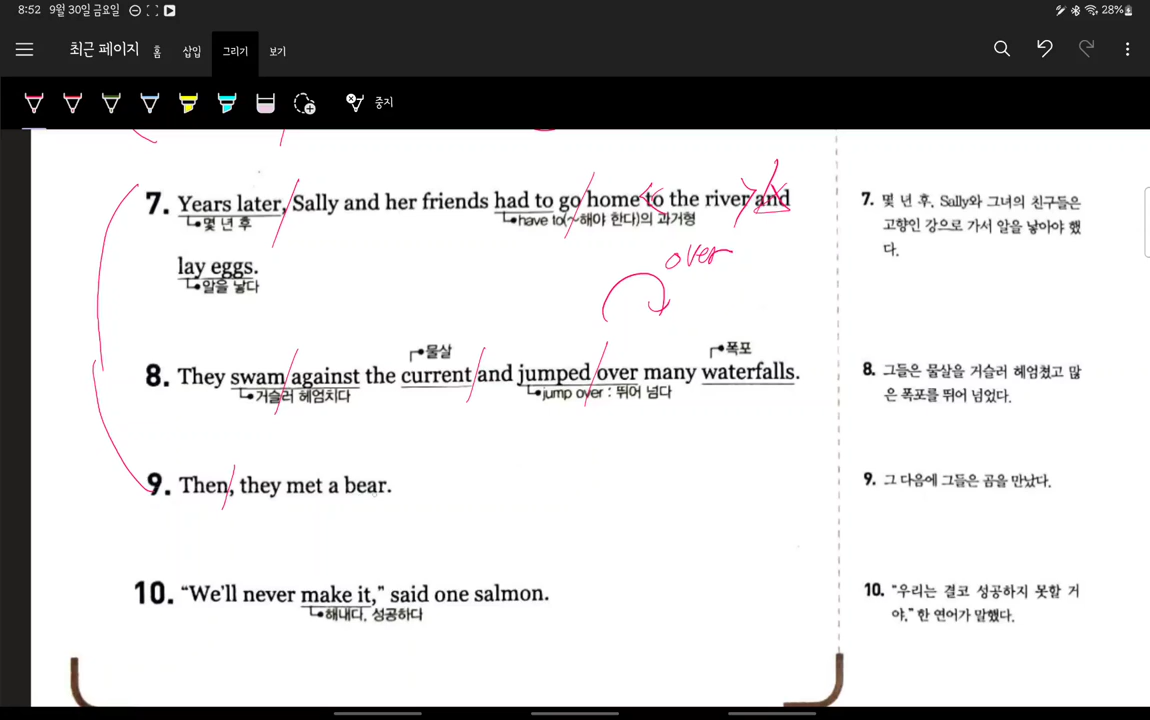 8:52 9월 30일 금요일
28%
최근 페이지 홈 삽입 그리기 보기
중지
7. Years later, Sally and her friends had to go home to the river and
몇 년 후
have to(~해야 한다)의 과거형
over
lay eggs.
알을 낳다
물살
폭포
8. They swam against the current and jumped over many waterfalls.
거슬러 헤엄치다
jump over : 뛰어 넘다
9. Then, they met a bear.
10. “We’ll never make it,” said one salmon.
해내다, 성공하다
7. 몇 년 후, Sally와 그녀의 친구들은
고향인 강으로 가서 알을 낳아야 했
다.
8. 그들은 물살을 거슬러 헤엄쳤고 많
은 폭포를 뛰어 넘었다.
9. 그 다음에 그들은 곰을 만났다.
10. “우리는 결코 성공하지 못할 거
야,” 한 연어가 말했다.